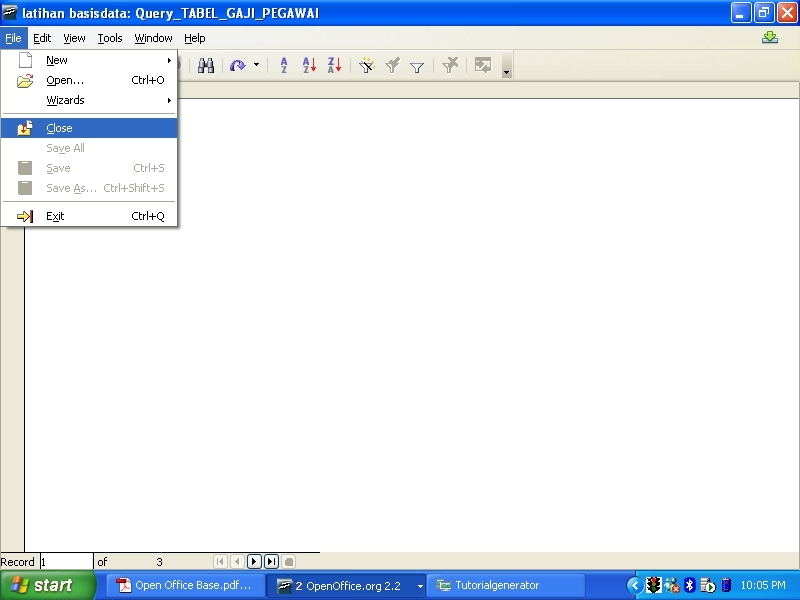 latihan basisdata: Query_TABEL_GAJI_PEGAWAI
File Edit View Tools Window Help
New
Open... Ctrl+O
Wizards
Close
Save All
Save Ctrl+S
Save As... Ctrl+Shift+S
Exit Ctrl+Q
Record 1 of 3
start Open Office Base.pdf... 2 OpenOffice.org 2.2 Tutorialgenerator 10:05 PM